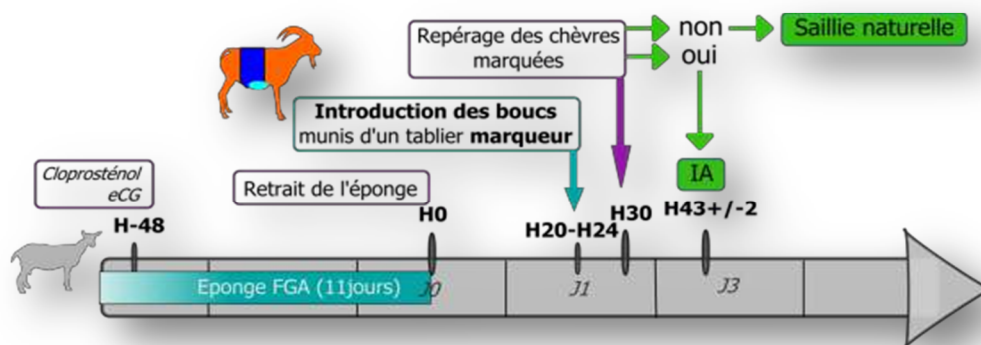 Repérage des chèvres
marquées
non
oui
Saillie naturelle
Introduction des boucs
munis d'un tablier marqueur
Cloprosténol
eCG
Retrait de l'éponge
IA
H-48
H0
H20-H24
H30
H43+/-2
Eponge FGA (11jours)
J0
J1
J3